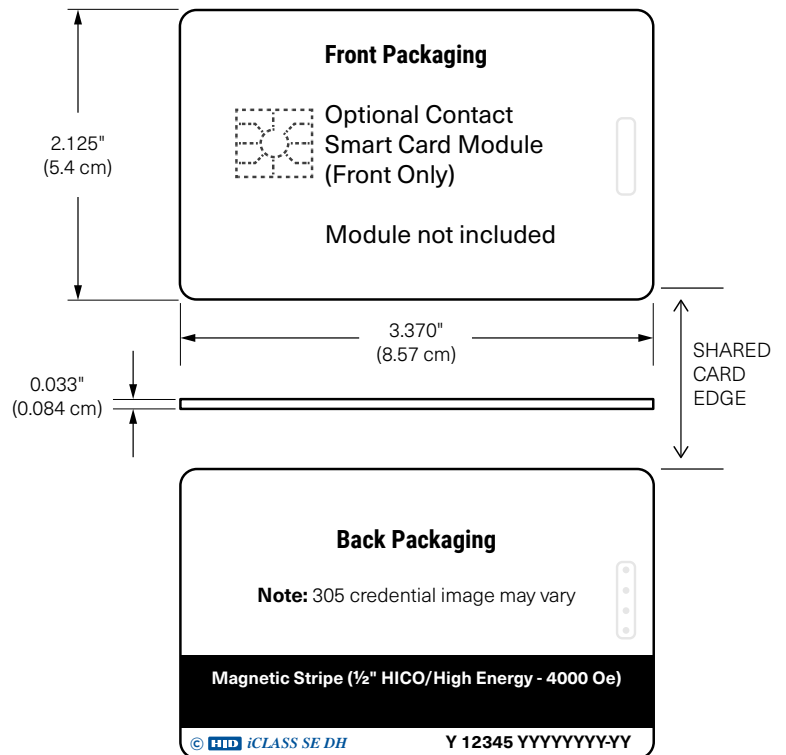 Front Packaging
2.125"
(5.4 cm)
Optional Contact
Smart Card Module
(Front Only)
Module not included
3.370"
(8.57 cm)
SHARED
CARD
EDGE
0.033"
(0.084 cm)
Back Packaging
Note: 305 credential image may vary
Magnetic Stripe (½" HICO/High Energy - 4000 Oe)
© HID iCLASS SE DH Y 12345 YYYYYYYY-YY